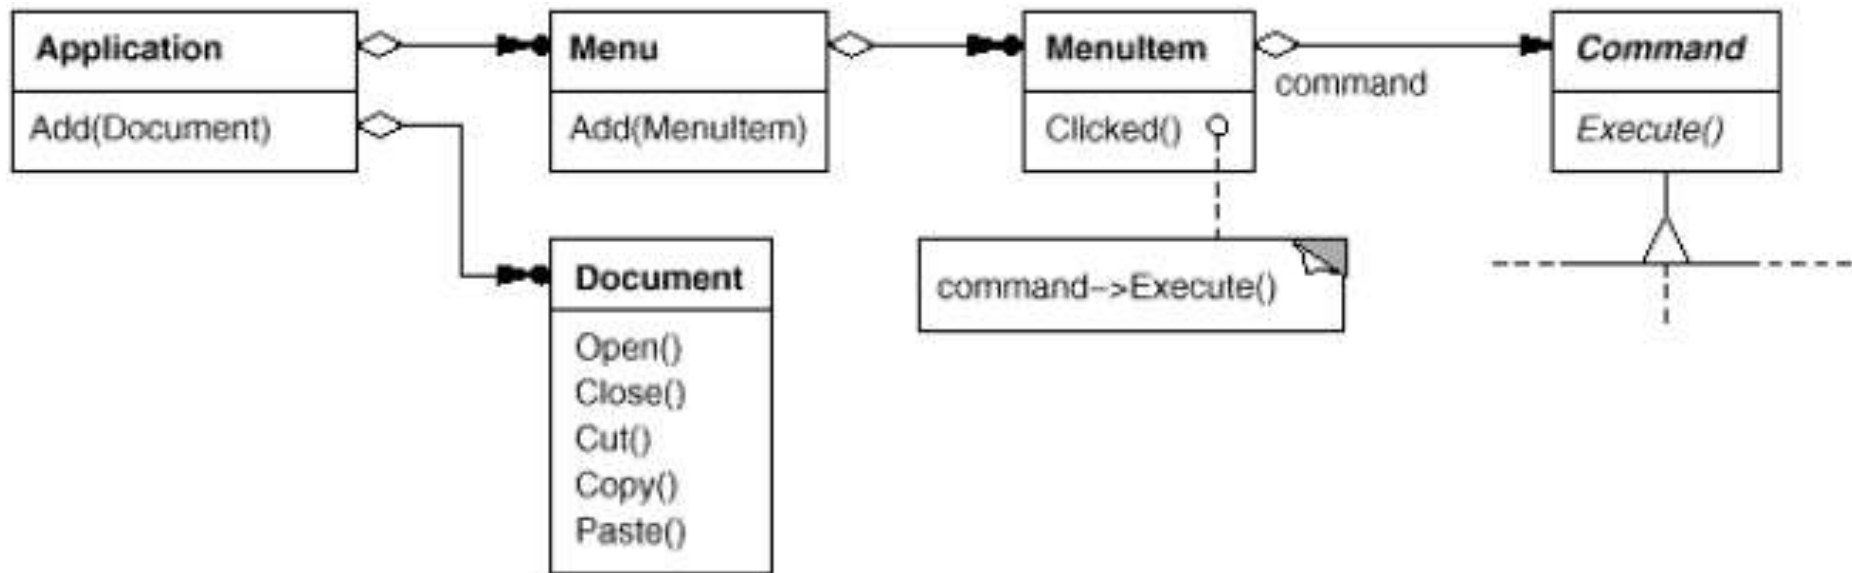 Application
Add(Document)
Menu
Add(MenuItem)
MenuItem
Clicked()
command
Command
Execute()
command->Execute()
Document
Open()
Close()
Cut()
Copy()
Paste()